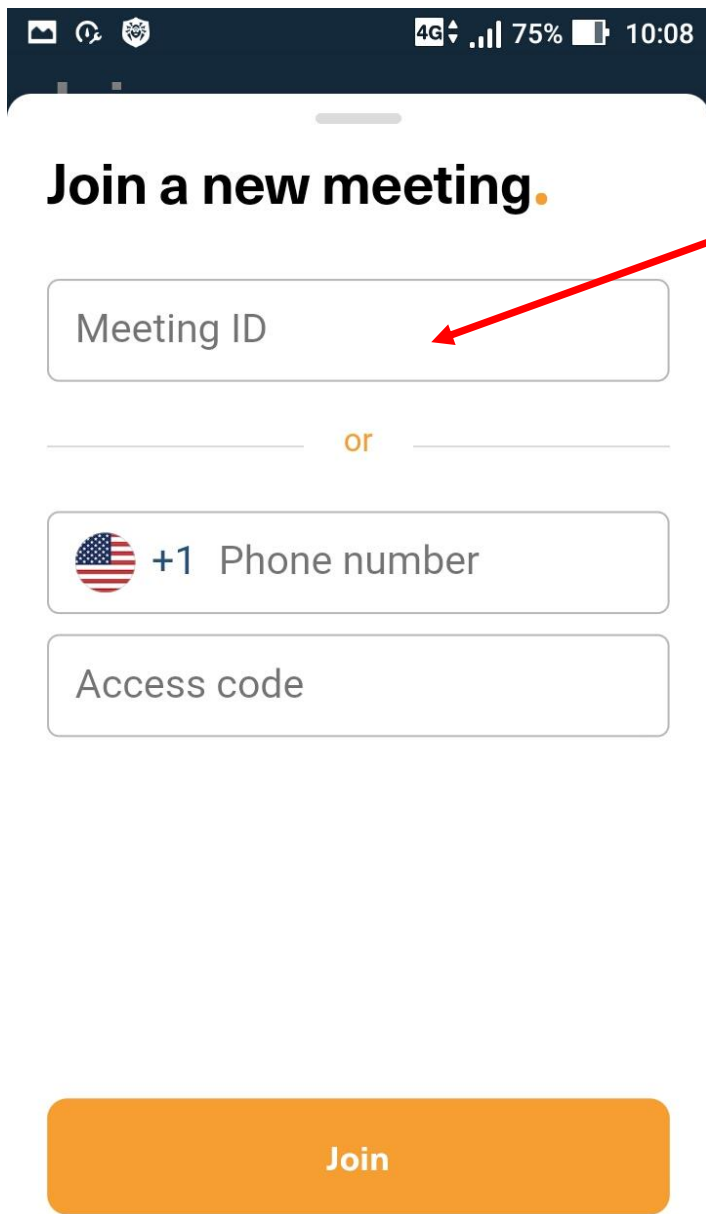 4G 75% 10:08
Join a new meeting.
Meeting ID
or
+1 Phone number
Access code
Join